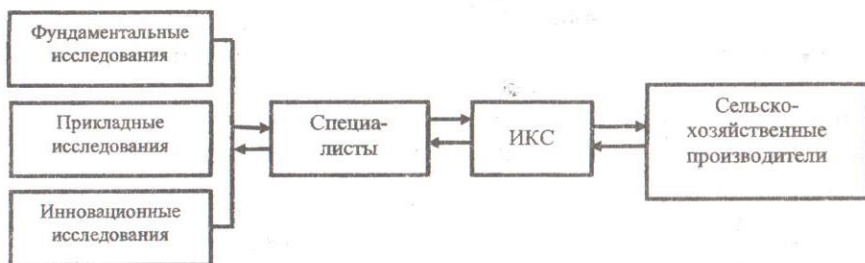 Фундаментальные
исследования
Прикладные
исследования
Инновационные
исследования
Специа-
листы
ИКС
Сельско-
хозяйственные
производители